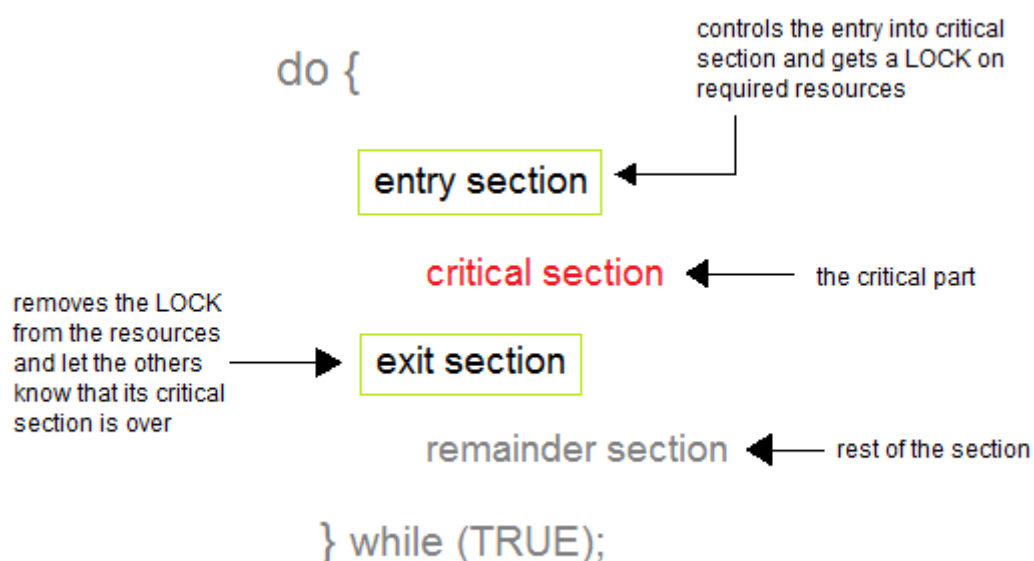 do {
controls the entry into critical
section and gets a LOCK on
required resources
entry section
critical section
the critical part
removes the LOCK
from the resources
and let the others
know that its critical
section is over
exit section
remainder section
rest of the section
} while (TRUE);